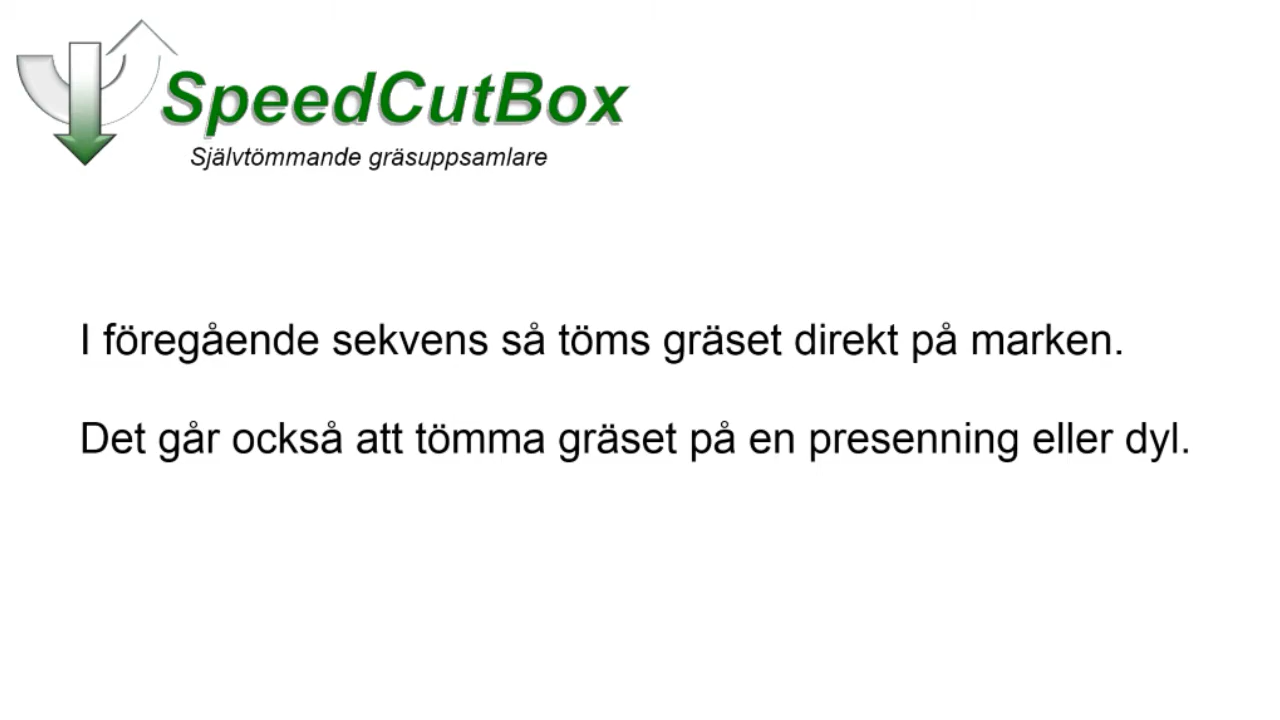 SpeedCutBox
Självtömmande gräsuppsamlare
I föregående sekvens så töms gräset direkt på marken.
Det går också att tömma gräset på en presenning eller dyl.